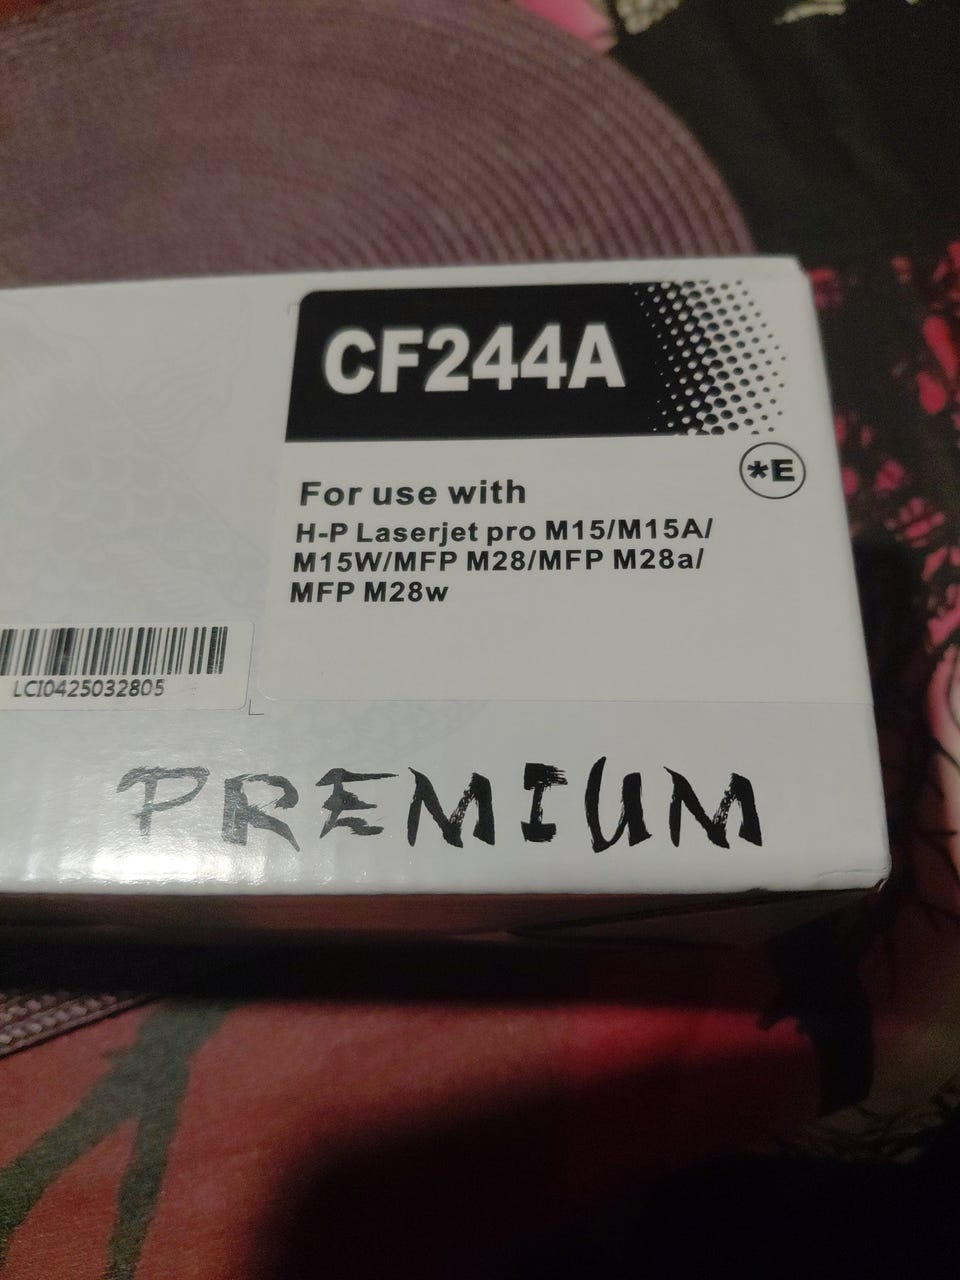 CF244A
*E
For use with
H-P Laserjet pro M15/M15A/
M15W/MFP M28/MFP M28a/
MFP M28w
LCI0425032805
PREMIUM